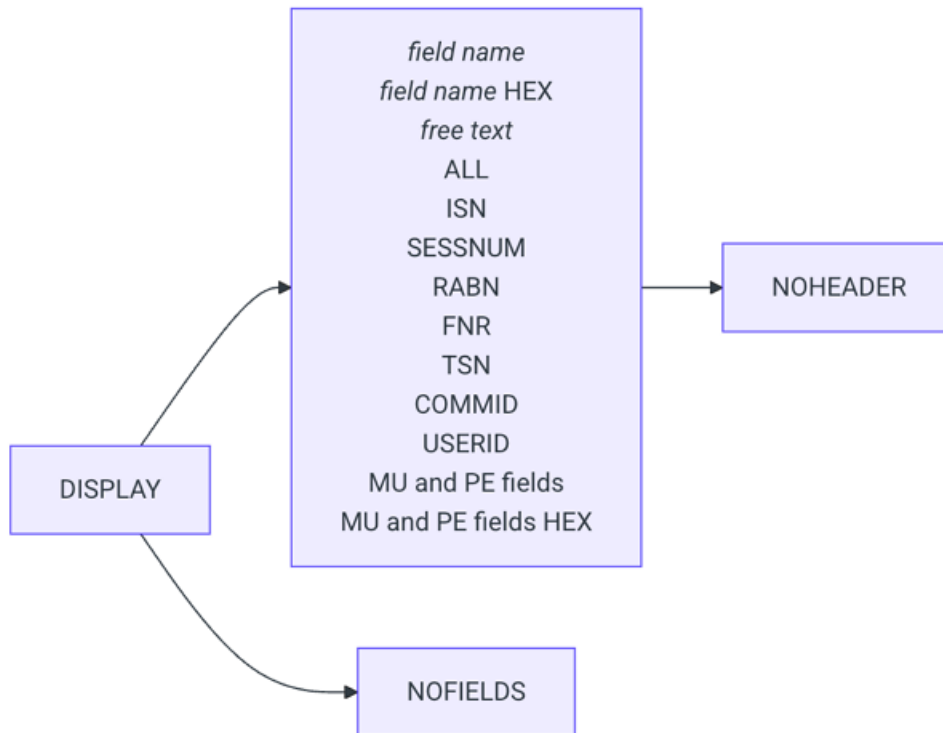 field name
field name HEX
free text
ALL
ISN
SESSNUM
RABN
FNR
TSN
COMMID
USERID
MU and PE fields
MU and PE fields HEX
NOHEADER
DISPLAY
NOFIELDS